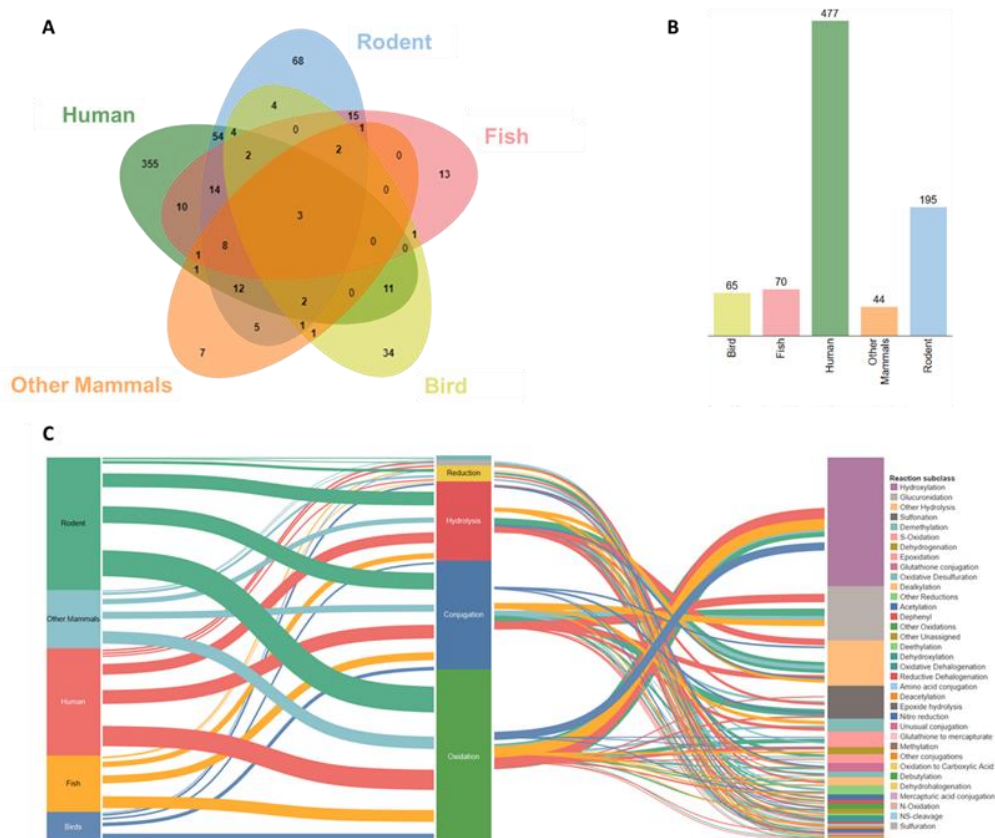 A
Rodent
68
Human
4
15
1
Fish
54
4
0
355
2
2
0
13
14
0
10
3
1
8
0
0
1
1
12
0
11
2
5
1
1
7
34
Other Mammals
Bird
B
477
195
65
70
44
Bird
Fish
Human
Other
Mammals
Rodent
C
Rodent
Other Mammals
Human
Fish
Birds
Reduction
Hydrolysis
Conjugation
Oxidation
Reaction subclass
Hydroxylation
Glucuronidation
Other Hydrolysis
Sulfonation
Demethylation
S-Oxidation
Dehydrogenation
Epoxidation
Glutathione conjugation
Oxidative Desulfuration
Dealkylation
Other Reductions
Acetylation
Dephenyl
Other Oxidations
Other Unassigned
Deethylation
Dehydroxylation
Oxidative Dehalogenation
Reductive Dehalogenation
Amino acid conjugation
Deacetylation
Epoxide hydrolysis
Nitro reduction
Unusual conjugation
Glutathione to mercapturate
Methylation
Other conjugations
Oxidation to Carboxylic Acid
Debutylation
Dehydrohalogenation
Mercapturic acid conjugation
N-Oxidation
NS-cleavage
Sulfuration